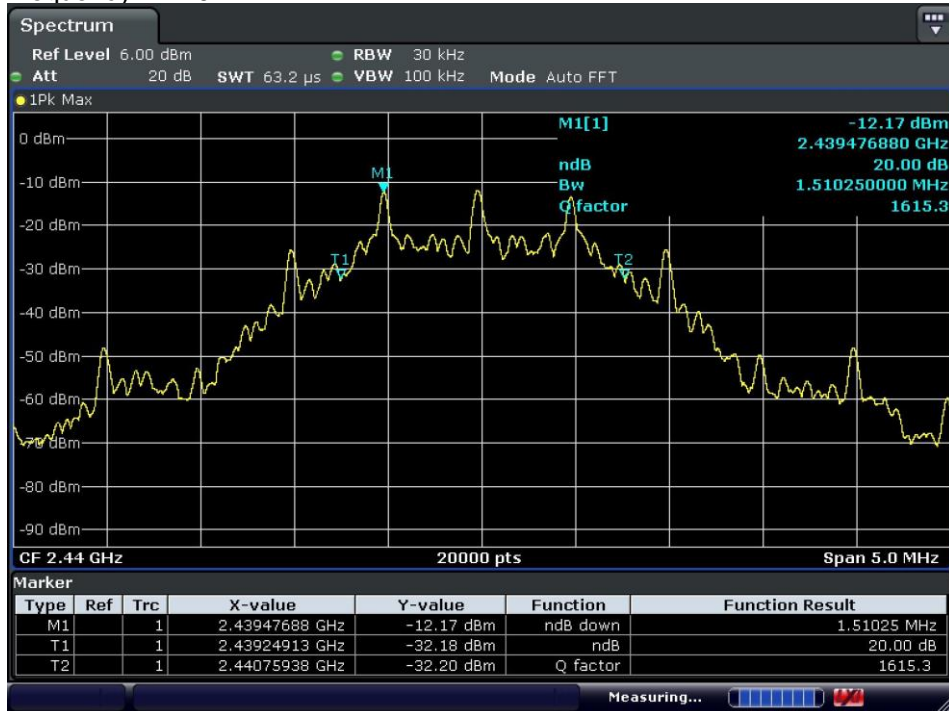 Spectrum
Ref Level 6.00 dBm RBW 30 kHz
Att 20 dB SWT 63.2 µs VBW 100 kHz Mode Auto FFT
1Pk Max
M1[1] -12.17 dBm
2.439476880 GHz
ndB 20.00 dB
Bw 1.510250000 MHz
Q factor 1615.3
0 dBm
M1
-10 dBm
-20 dBm
T1 T2
-30 dBm
-40 dBm
-50 dBm
-60 dBm
-70 dBm
-80 dBm
-90 dBm
CF 2.44 GHz 20000 pts Span 5.0 MHz
Marker
Type Ref Trc X-value Y-value Function Function Result
M1 1 2.43947688 GHz -12.17 dBm ndB down 1.51025 MHz
T1 1 2.43924913 GHz -32.18 dBm ndB 20.00 dB
T2 1 2.44075938 GHz -32.20 dBm Q factor 1615.3
Measuring...